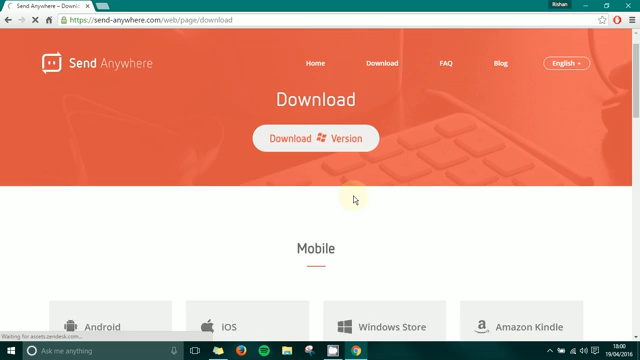 Send Anywhere – Downlo
Rishan
https://send-anywhere.com/web/page/download
Send Anywhere
Home
Download
FAQ
Blog
English
Download
Download Version
Mobile
Android
iOS
Windows Store
Amazon Kindle
Waiting for assets.zendesk.com...
Ask me anything
18:00
19/04/2016